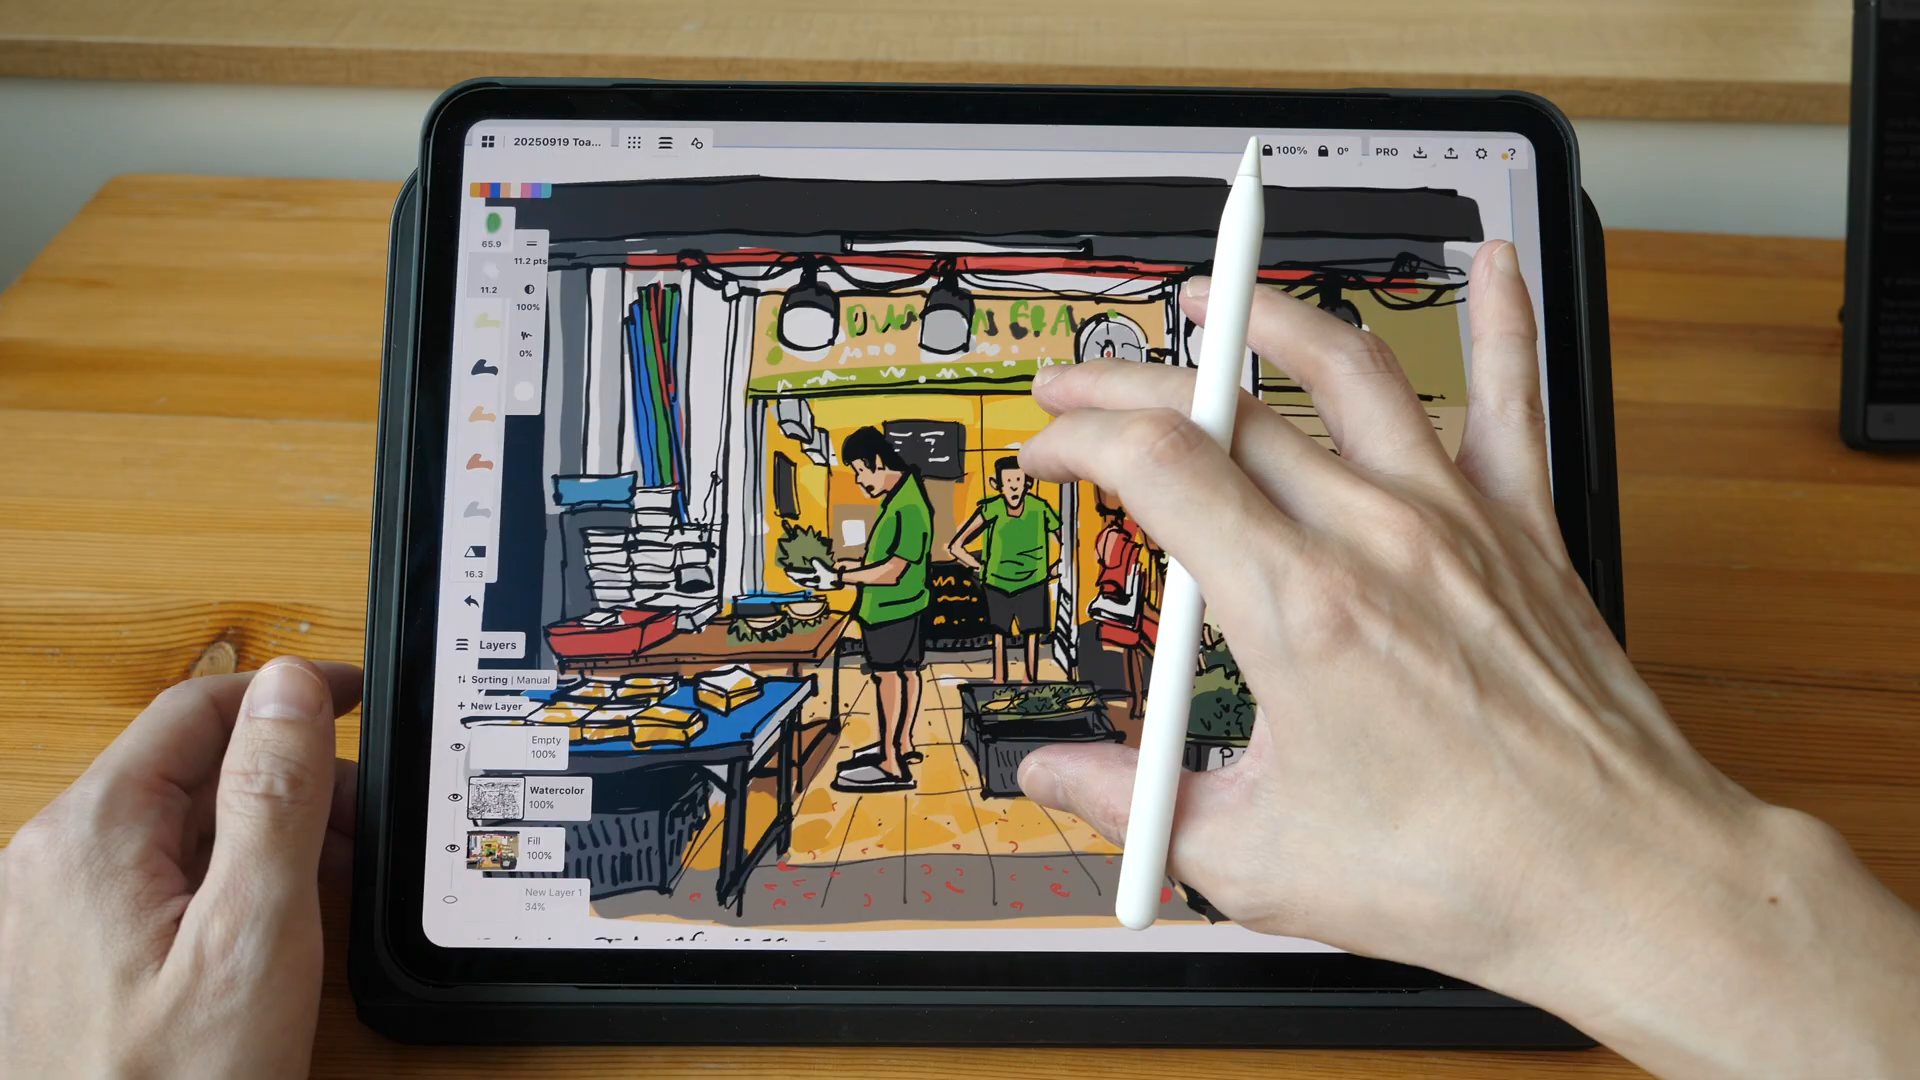 20250919 Toa...
100%
0°
PRO
?
65.9
11.2 pts
11.2
100%
0%
16.3
Layers
Sorting | Manual
+ New Layer
Empty
100%
Watercolor
100%
Fill
100%
New Layer 1
34%